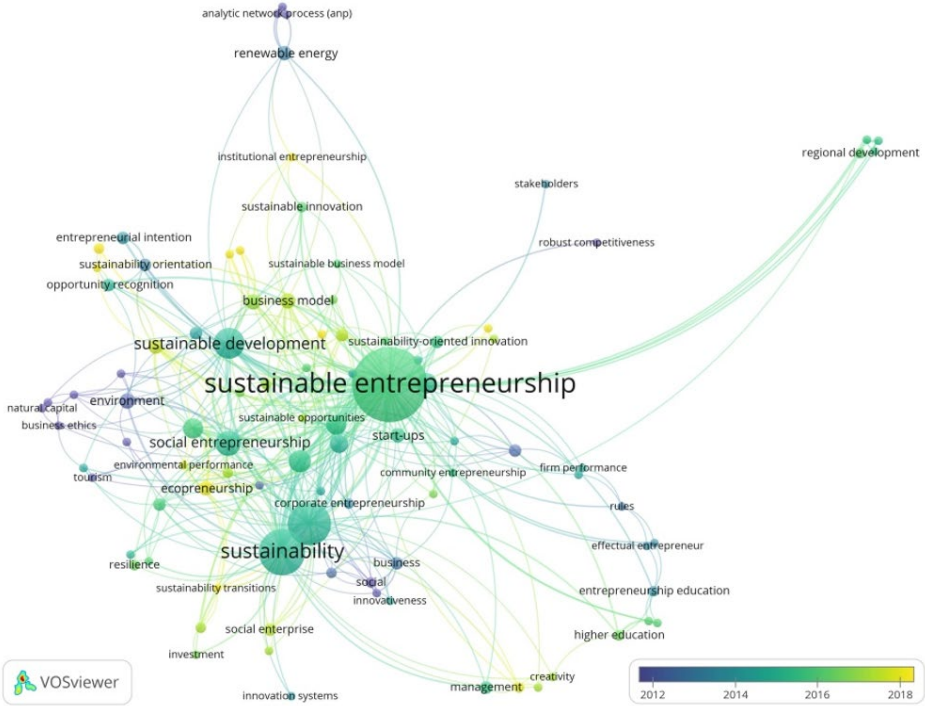 analytic network process (anp)
renewable energy
regional development
institutional entrepreneurship
stakeholders
sustainable innovation
entrepreneurial intention
robust competitiveness
sustainability orientation
sustainable business model
opportunity recognition
business model
sustainable development
sustainability-oriented innovation
sustainable entrepreneurship
environment
natural capital
sustainable opportunities
business ethics
start-ups
social entrepreneurship
environmental performance
firm performance
community entrepreneurship
tourism
ecopreneurship
corporate entrepreneurship
rules
effectual entrepreneur
sustainability
resilience
business
social
sustainability transitions
entrepreneurship education
innovativeness
social enterprise
higher education
investment
creativity
management
innovation systems
VOSviewer
2012 2014 2016 2018